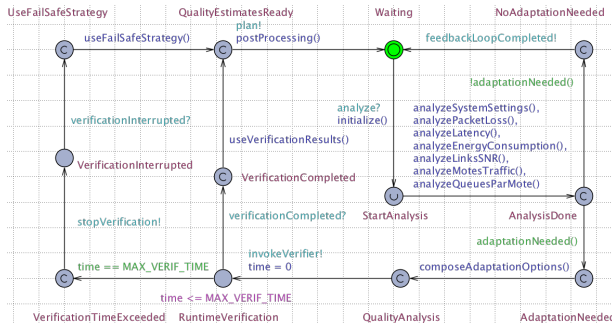 UseFailSafeStrategy
QualityEstimatesReady
Waiting
NoAdaptationNeeded
plan!
useFailSafeStrategy()
postProcessing()
feedbackLoopCompleted!
!adaptationNeeded()
verificationInterrupted?
analyze?
initialize()
analyzeSystemSettings(),
analyzePacketLoss(),
analyzeLatency(),
analyzeEnergyConsumption(),
analyzeLinksSNR(),
analyzeMotesTraffic(),
analyzeQueuesParMote()
useVerificationResults()
VerificationInterrupted
VerificationCompleted
stopVerification!
verificationCompleted?
StartAnalysis
AnalysisDone
adaptationNeeded()
invokeVerifier!
time == MAX_VERIF_TIME
time = 0
composeAdaptationOptions()
time <= MAX_VERIF_TIME
VerificationTimeExceeded
RuntimeVerification
QualityAnalysis
AdaptationNeeded